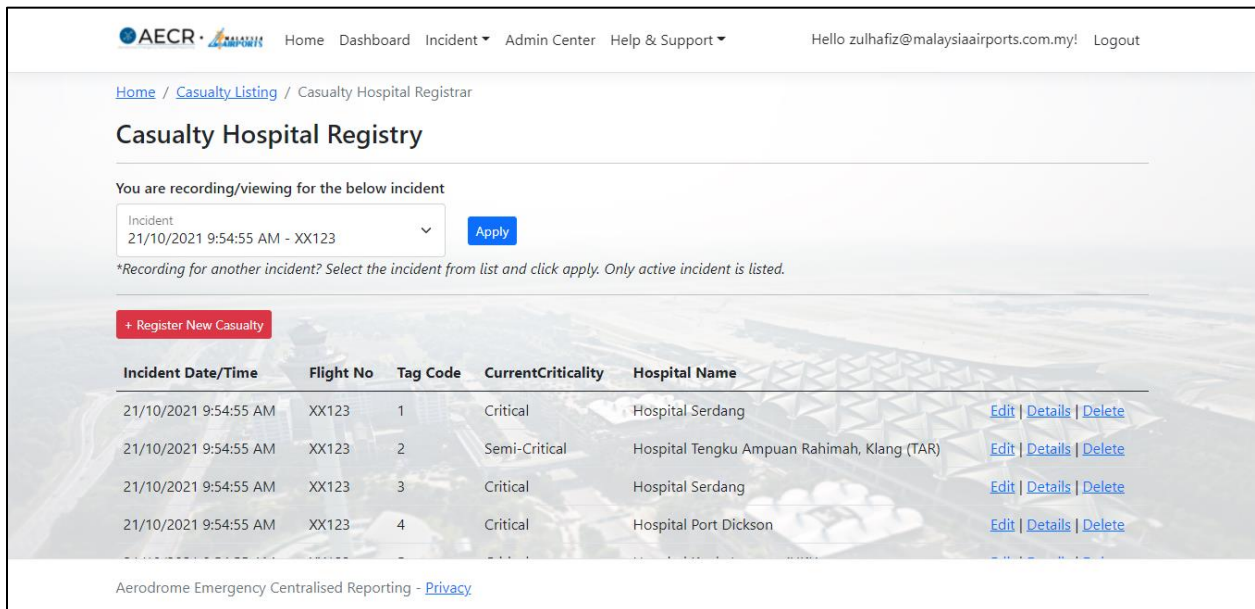 AECR · MALAYSIA AIRPORTS Home Dashboard Incident Admin Center Help & Support Hello zulhafiz@malaysiaairports.com.my! Logout
Home / Casualty Listing / Casualty Hospital Registrar
Casualty Hospital Registry
You are recording/viewing for the below incident
Incident
21/10/2021 9:54:55 AM - XX123
Apply
*Recording for another incident? Select the incident from list and click apply. Only active incident is listed.
+ Register New Casualty
Incident Date/Time Flight No Tag Code CurrentCriticality Hospital Name
21/10/2021 9:54:55 AM XX123 1 Critical Hospital Serdang Edit | Details | Delete
21/10/2021 9:54:55 AM XX123 2 Semi-Critical Hospital Tengku Ampuan Rahimah, Klang (TAR) Edit | Details | Delete
21/10/2021 9:54:55 AM XX123 3 Critical Hospital Serdang Edit | Details | Delete
21/10/2021 9:54:55 AM XX123 4 Critical Hospital Port Dickson Edit | Details | Delete
Aerodrome Emergency Centralised Reporting - Privacy